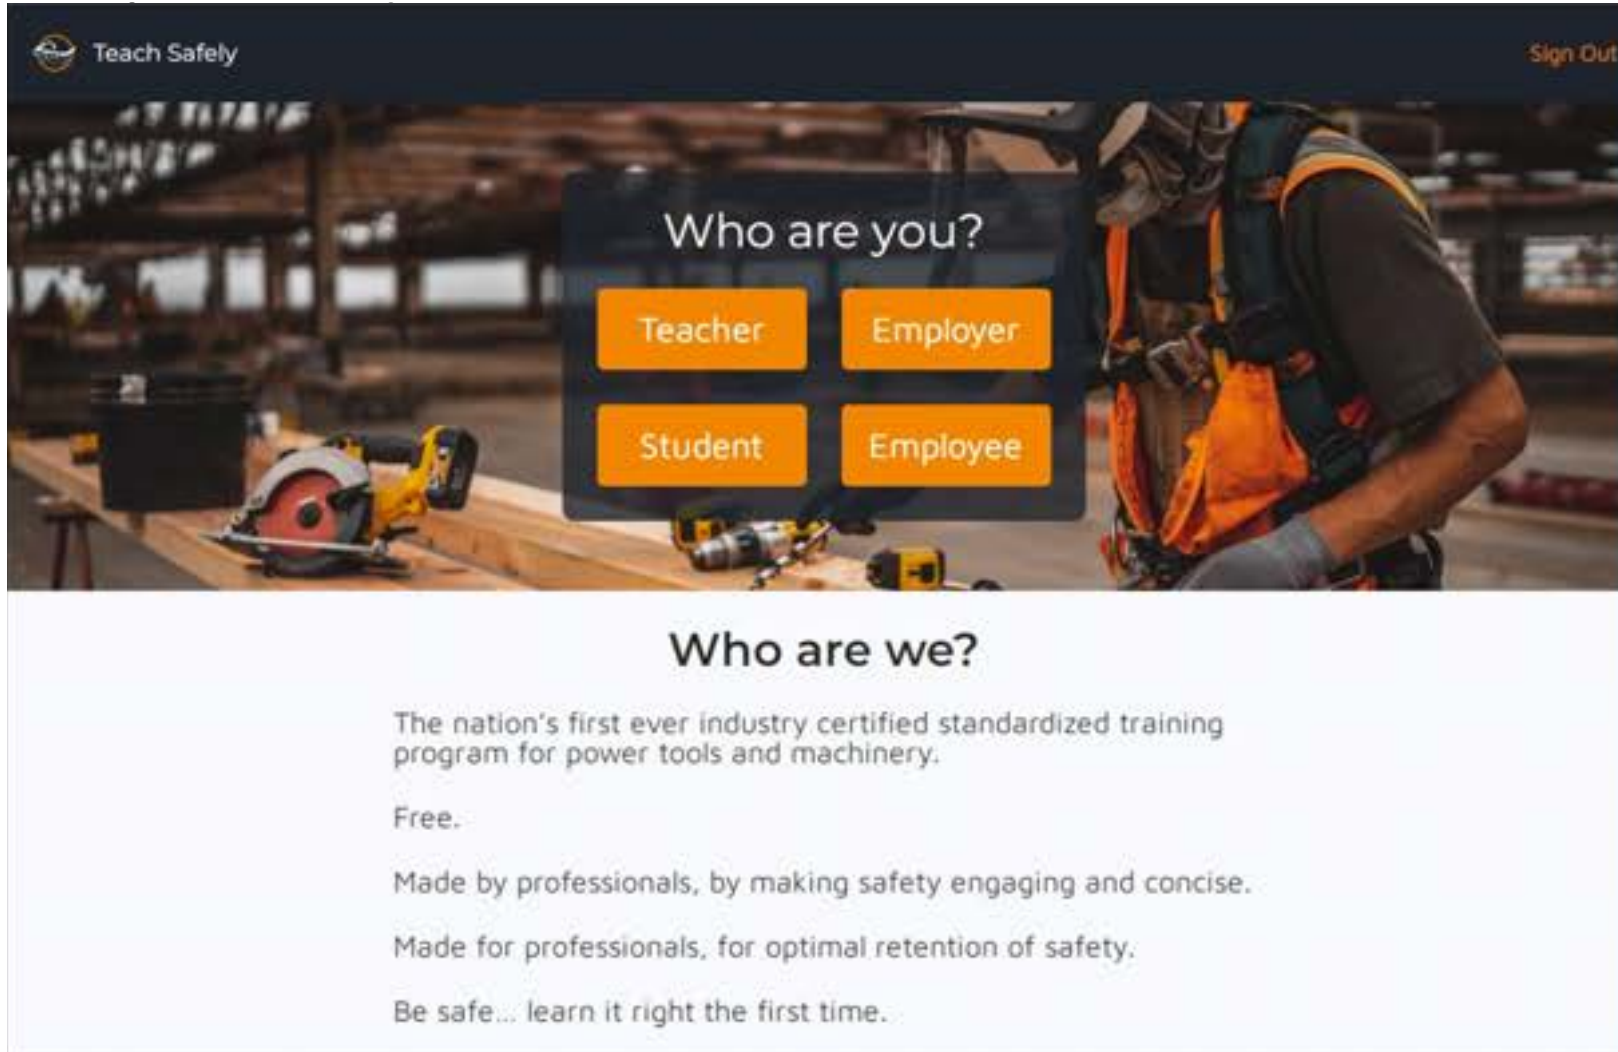 Teach Safely
Sign Out
Who are you?
Teacher
Employer
Student
Employee
Who are we?
The nation's first ever industry certified standardized training
program for power tools and machinery.
Free.
Made by professionals, by making safety engaging and concise.
Made for professionals, for optimal retention of safety.
Be safe... learn it right the first time.